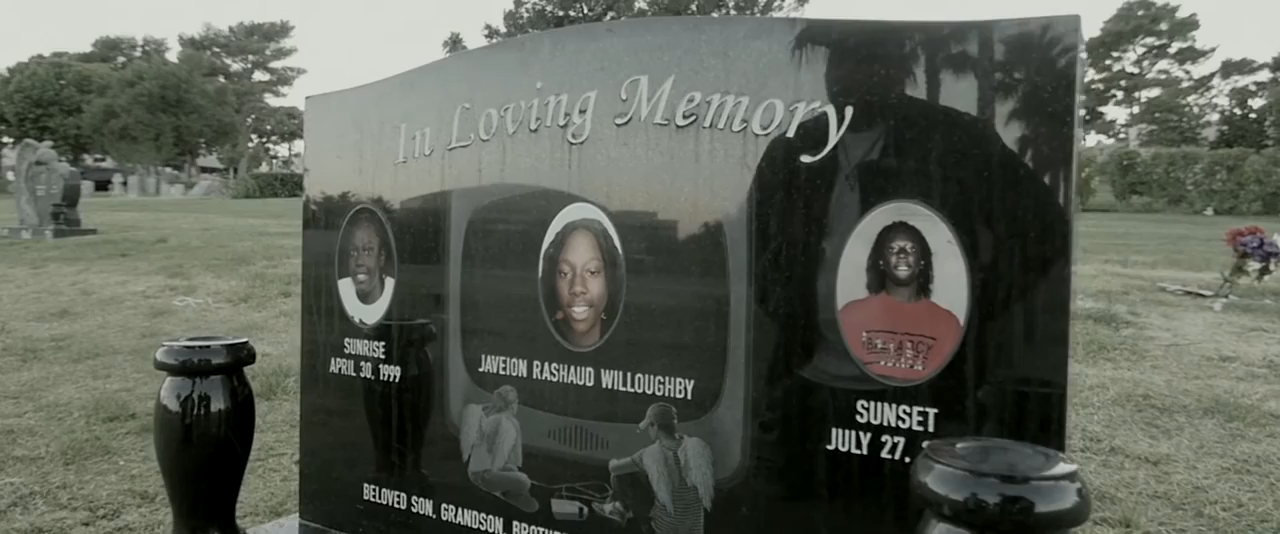 In Loving Memory
SUNRISE
APRIL 30, 1999
JAVEION RASHAUD WILLOUGHBY
SUNSET
JULY 27,
BELOVED SON, GRANDSON,